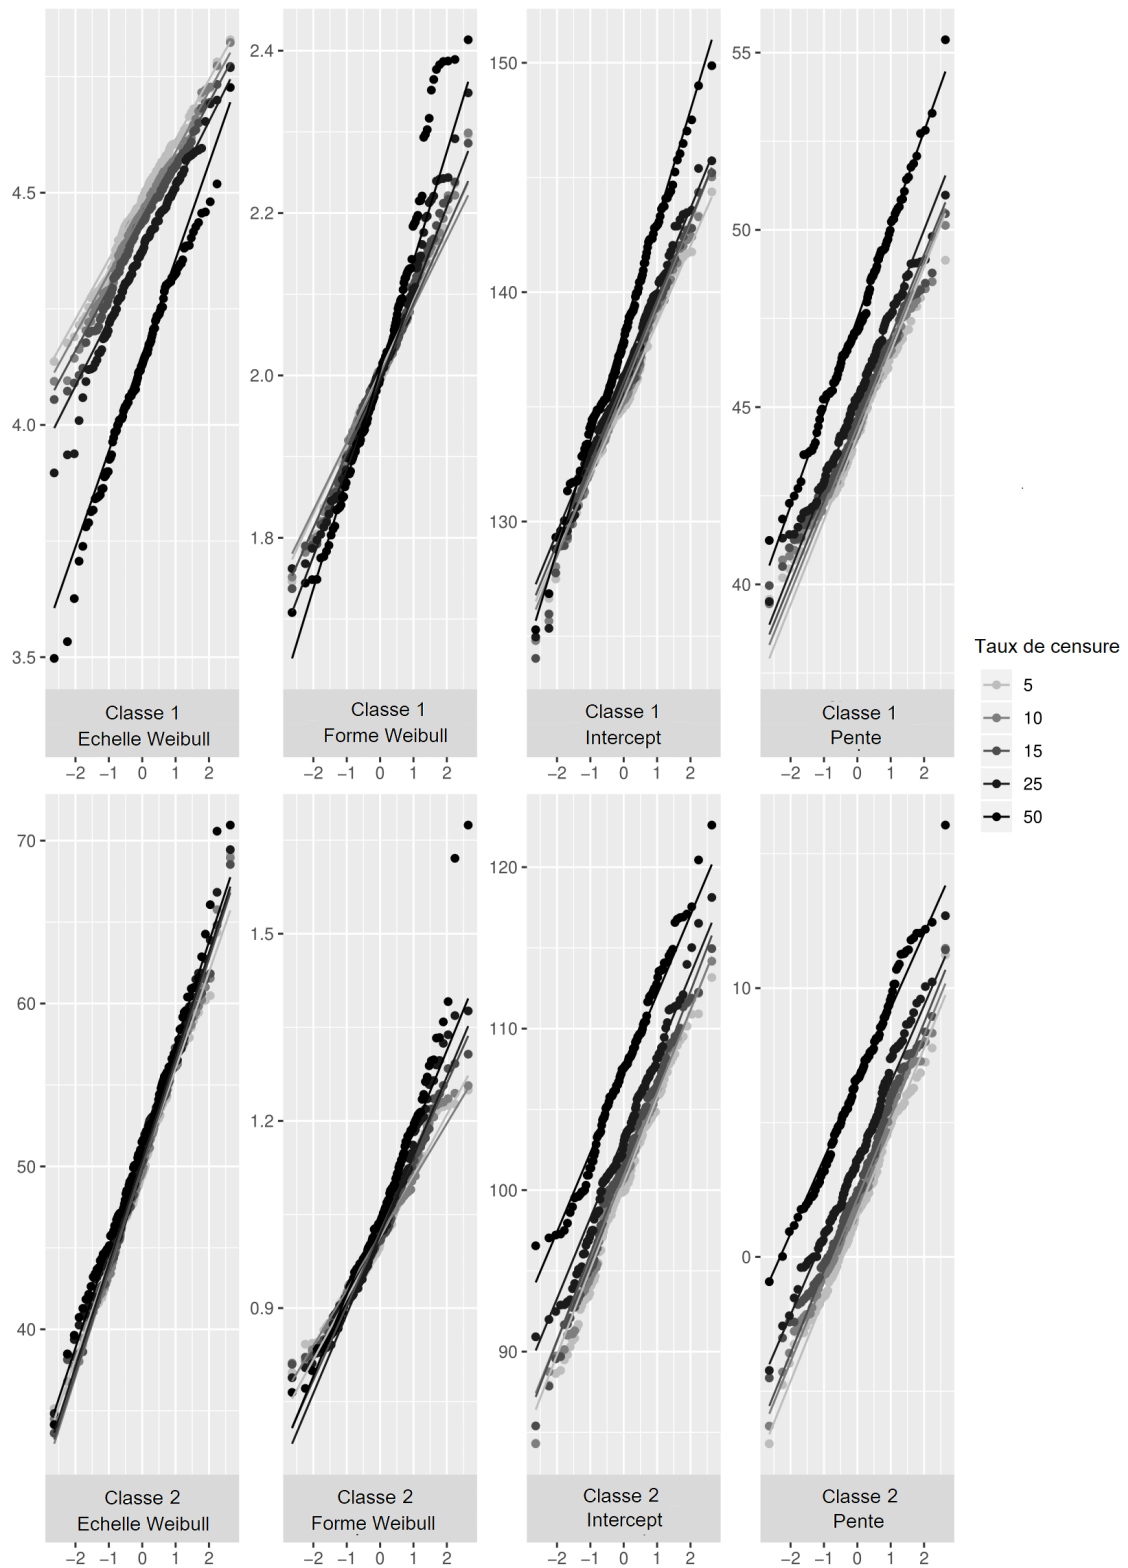 4.5
4.0
3.5
2.4
2.2
2.0
1.8
150
140
130
55
50
45
40
Classe 1
Echelle Weibull
Classe 1
Forme Weibull
Classe 1
Intercept
Classe 1
Pente
−2 −1 0 1 2
−2 −1 0 1 2
−2 −1 0 1 2
−2 −1 0 1 2
Taux de censure
5
10
15
25
50
70
60
50
40
1.5
1.2
0.9
120
110
100
90
10
0
Classe 2
Echelle Weibull
Classe 2
Forme Weibull
Classe 2
Intercept
Classe 2
Pente
−2 −1 0 1 2
−2 −1 0 1 2
−2 −1 0 1 2
−2 −1 0 1 2